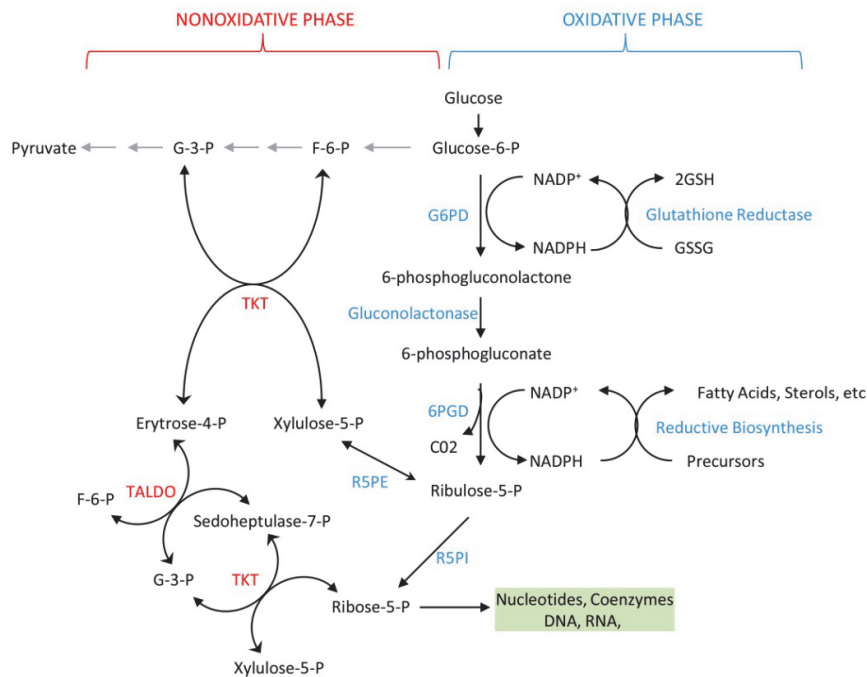 NONOXIDATIVE PHASE
OXIDATIVE PHASE
Glucose
Pyruvate
G-3-P
F-6-P
Glucose-6-P
NADP+
2GSH
G6PD
Glutathione Reductase
NADPH
GSSG
6-phosphogluconolactone
TKT
Gluconolactonase
6-phosphogluconate
NADP+
Fatty Acids, Sterols, etc
6PGD
Erytrose-4-P
Xylulose-5-P
Reductive Biosynthesis
C02
NADPH
Precursors
R5PE
Ribulose-5-P
F-6-P
TALDO
Sedoheptulase-7-P
R5PI
G-3-P
TKT
Ribose-5-P
Nucleotides, Coenzymes
DNA, RNA,
Xylulose-5-P